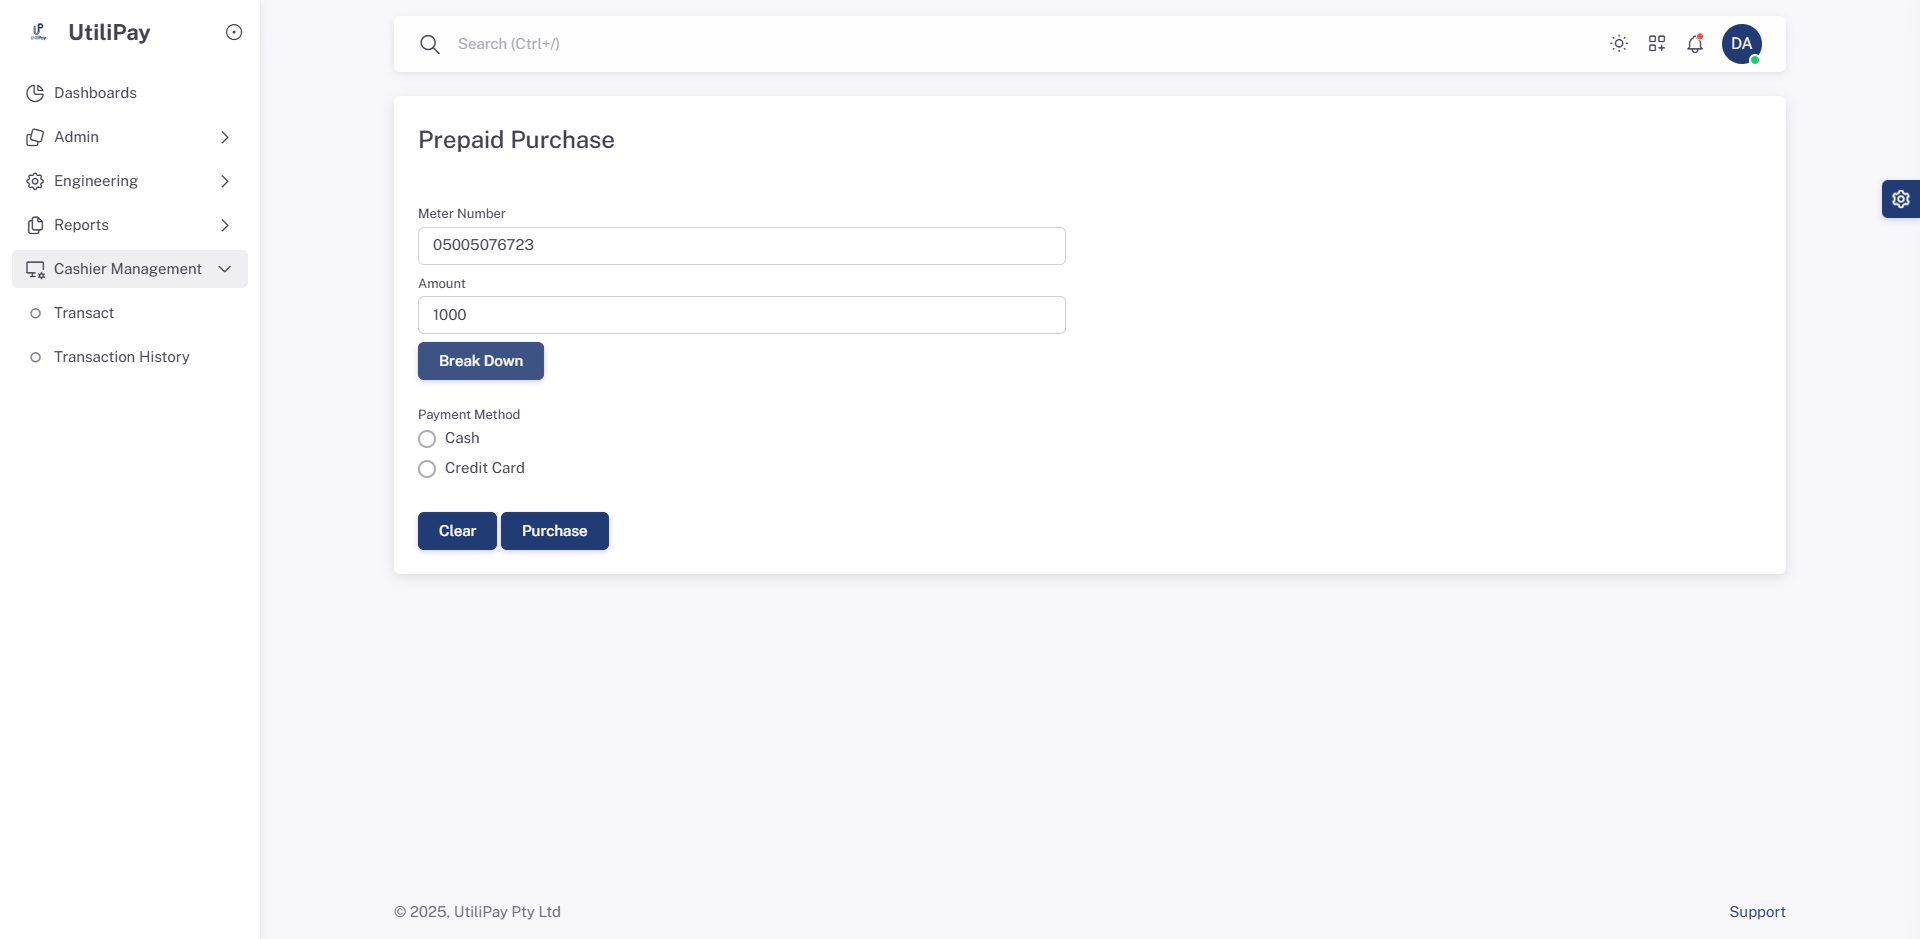 UtiliPay
Dashboards
Admin
Engineering
Reports
Cashier Management
Transact
Transaction History
Search (Ctrl+/)
DA
Prepaid Purchase
Meter Number
05005076723
Amount
1000
Break Down
Payment Method
Cash
Credit Card
Clear Purchase
© 2025, UtiliPay Pty Ltd
Support